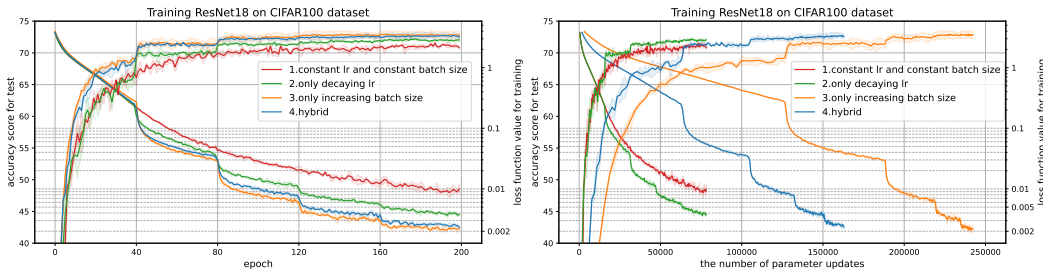 Training ResNet18 on CIFAR100 dataset
accuracy score for test
75
70
65
60
55
50
45
40
1
0.1
0.01
0.002
loss function value for training
1.constant lr and constant batch size
2.only decaying lr
3.only increasing batch size
4.hybrid
0
40
80
120
160
200
epoch
Training ResNet18 on CIFAR100 dataset
accuracy score for test
75
70
65
60
55
50
45
40
1
0.1
0.01
0.005
0.002
loss function value for training
1.constant lr and constant batch size
2.only decaying lr
3.only increasing batch size
4.hybrid
0
50000
100000
150000
200000
250000
the number of parameter updates